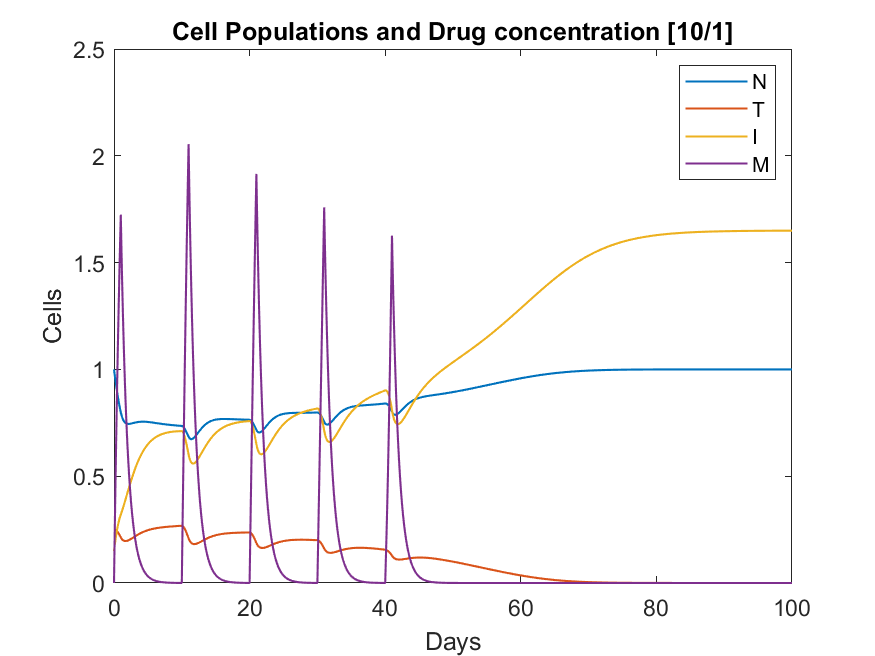 Cell Populations and Drug concentration [10/1]
2.5
2
1.5
1
0.5
0
Cells
0 20 40 60 80 100
Days
N
T
I
M